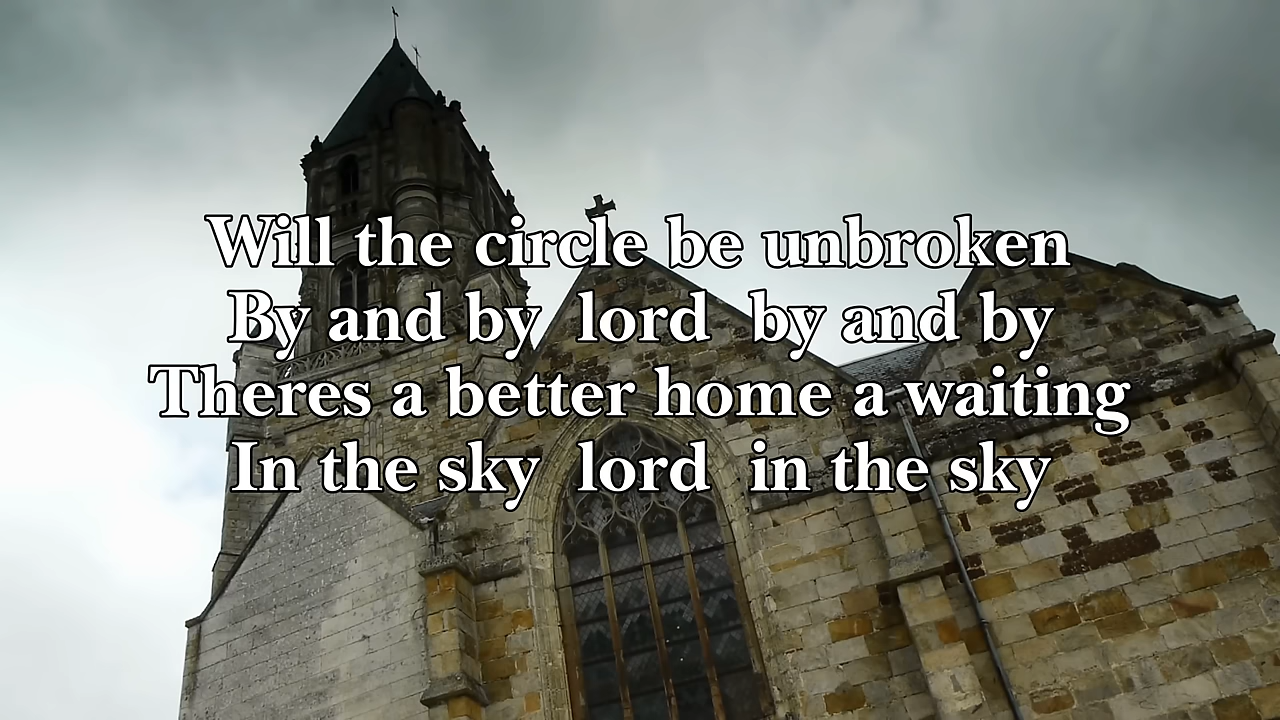 Will the circle be unbroken
By and by  lord  by and by
Theres a better home a waiting
In the sky  lord  in the sky